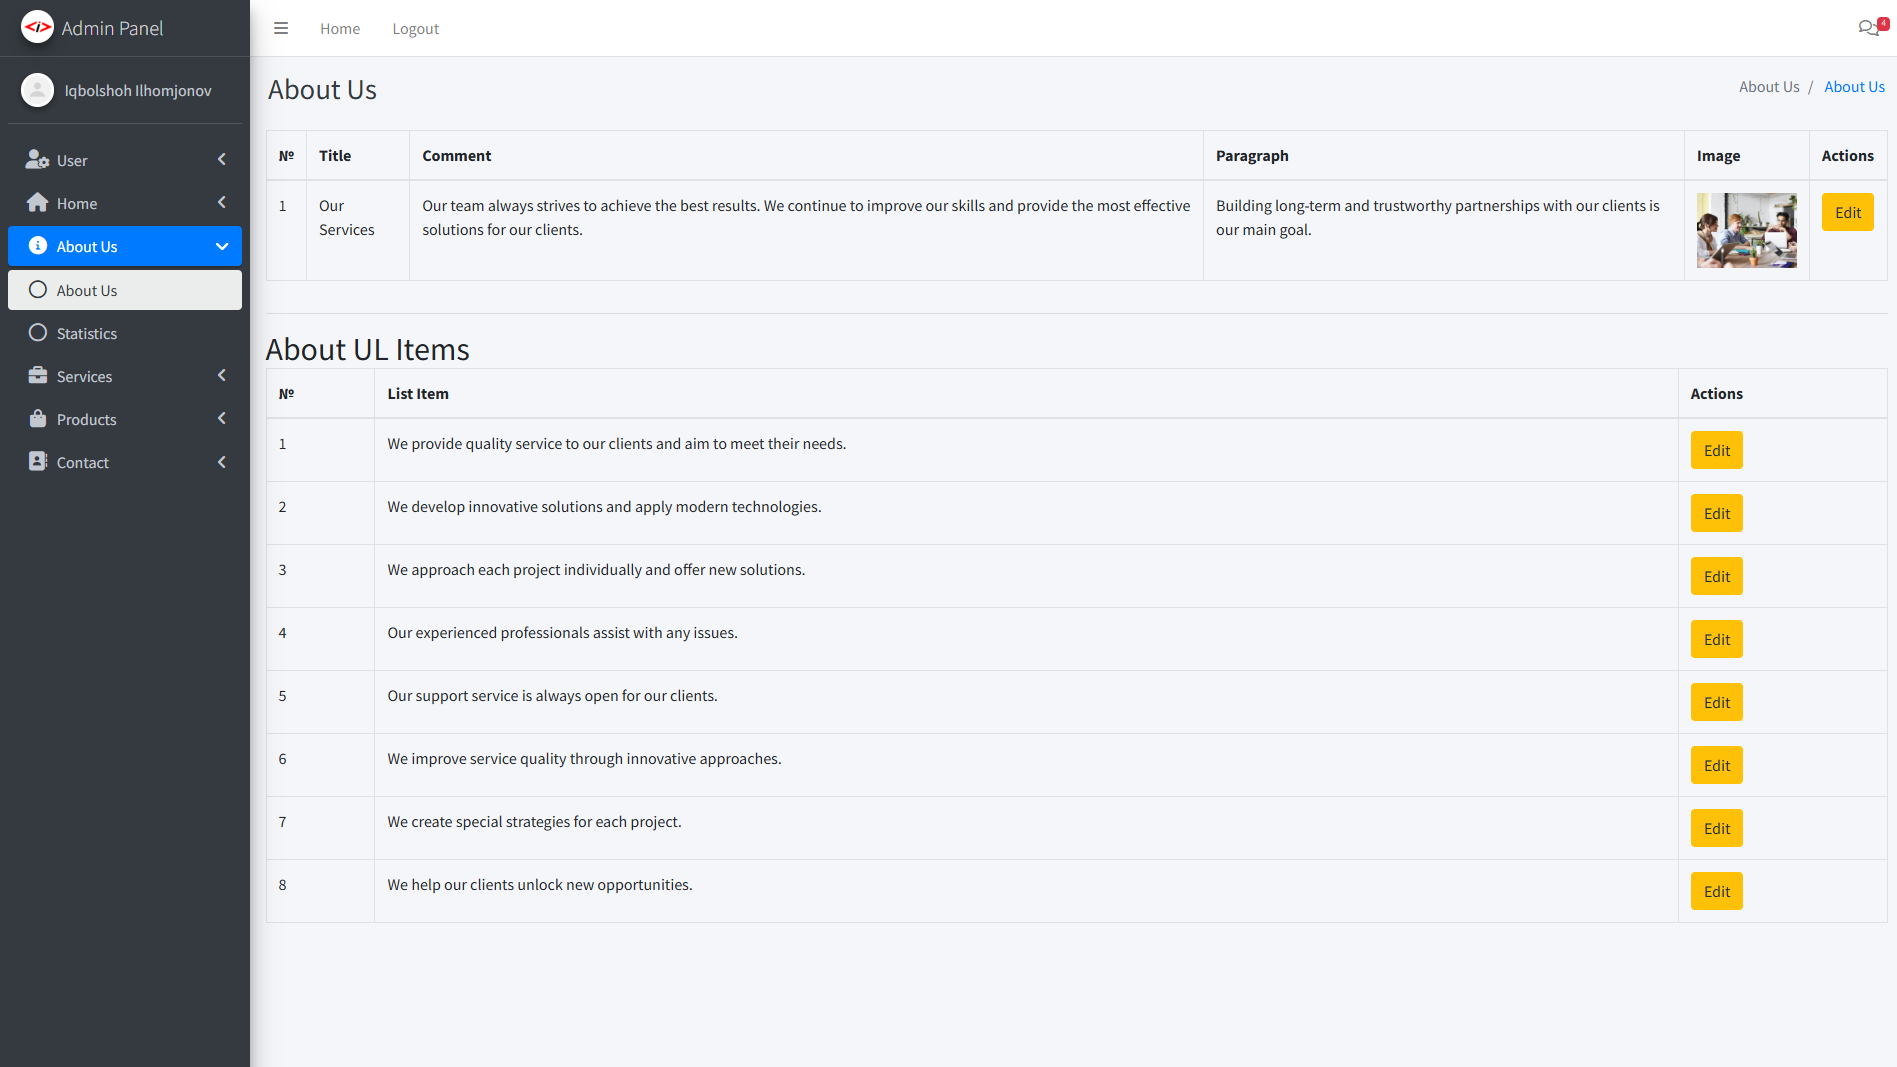 Admin Panel
Home
Logout
4
Iqbolshoh Ilhomjonov
User
Home
About Us
About Us
Statistics
Services
Products
Contact
About Us
About Us / About Us
№ Title Comment Paragraph Image Actions
1 Our Services
Our team always strives to achieve the best results. We continue to improve our skills and provide the most effective
solutions for our clients.
Building long-term and trustworthy partnerships with our clients is
our main goal.
Edit
About UL Items
№ List Item Actions
1 We provide quality service to our clients and aim to meet their needs. Edit
2 We develop innovative solutions and apply modern technologies. Edit
3 We approach each project individually and offer new solutions. Edit
4 Our experienced professionals assist with any issues. Edit
5 Our support service is always open for our clients. Edit
6 We improve service quality through innovative approaches. Edit
7 We create special strategies for each project. Edit
8 We help our clients unlock new opportunities. Edit